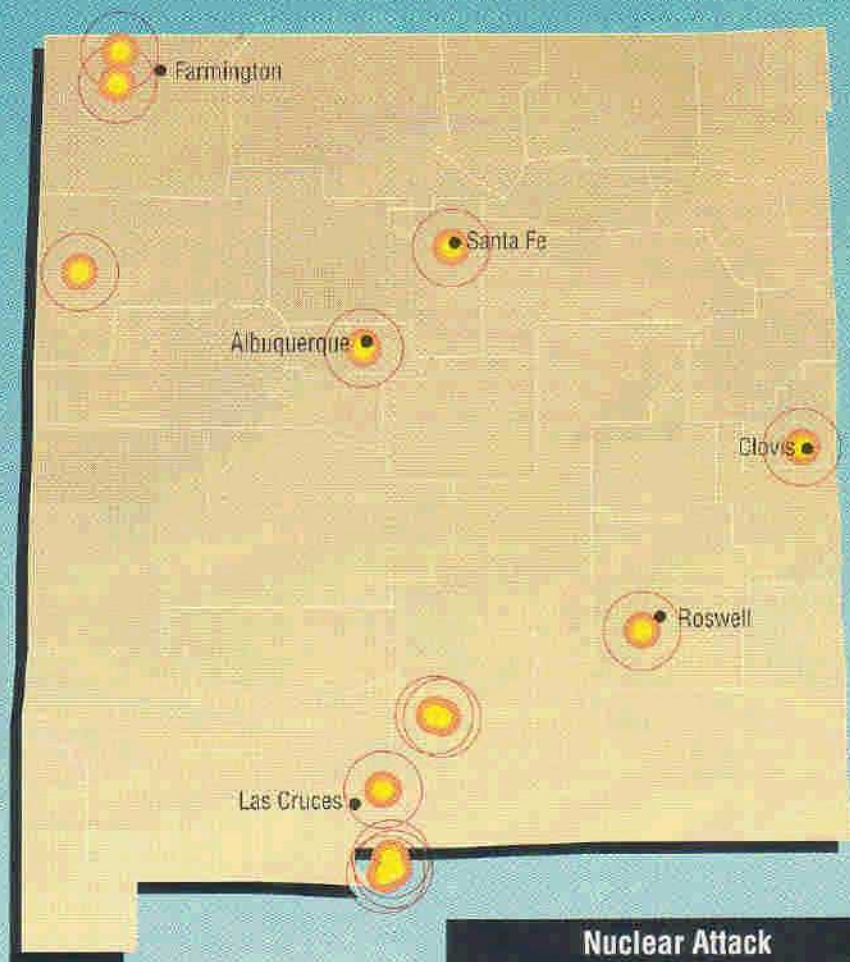 Farmington
Santa Fe
Albuquerque
Clovis
Roswell
Las Cruces
Nuclear Attack